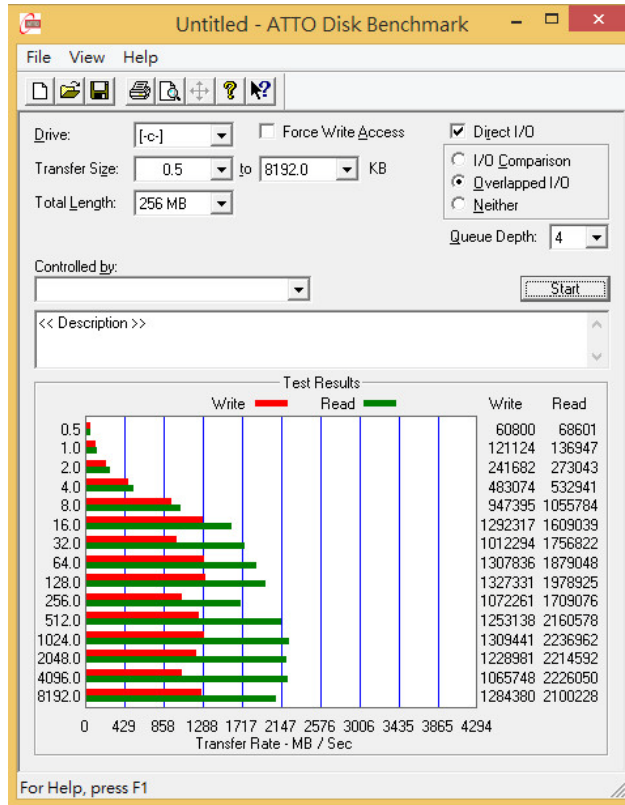 Untitled - ATTO Disk Benchmark
File View Help
Drive: [-c-] Force Write Access Direct I/O
Transfer Size: 0.5 to 8192.0 KB I/O Comparison
Overlapped I/O
Total Length: 256 MB Neither
Queue Depth: 4
Controlled by:
Start
<< Description >>
Test Results
Write Read Write Read
0.5 60800 68601
1.0 121124 136947
2.0 241682 273043
4.0 483074 532941
8.0 947395 1055784
16.0 1292317 1609039
32.0 1012294 1756822
64.0 1307836 1879048
128.0 1327331 1978925
256.0 1072261 1709076
512.0 1253138 2160578
1024.0 1309441 2236962
2048.0 1228981 2214592
4096.0 1065748 2226050
8192.0 1284380 2100228
0 429 858 1288 1717 2147 2576 3006 3435 3865 4294
Transfer Rate - MB / Sec
For Help, press F1